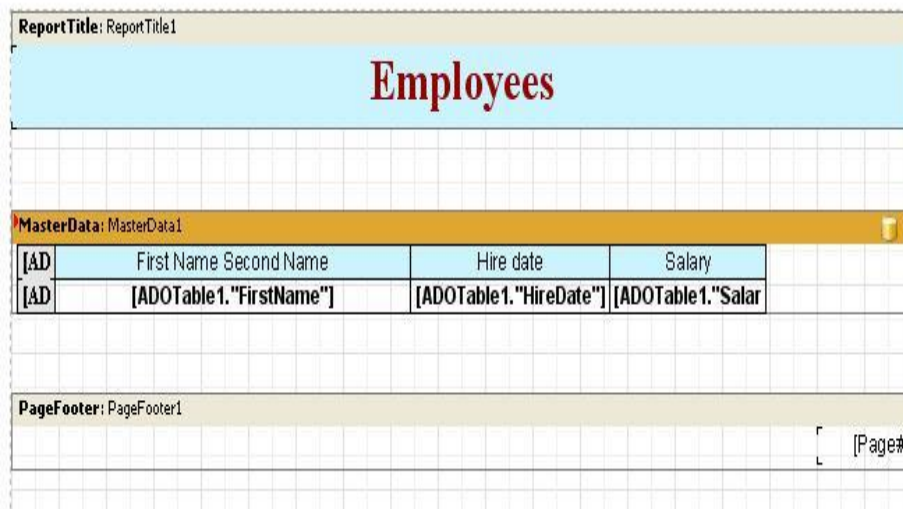 ReportTitle: ReportTitle1
Employees
MasterData: MasterData1
[AD First Name Second Name Hire date Salary
[AD [ADOTable1."FirstName"] [ADOTable1."HireDate"] [ADOTable1."Salar
PageFooter: PageFooter1
[Page#